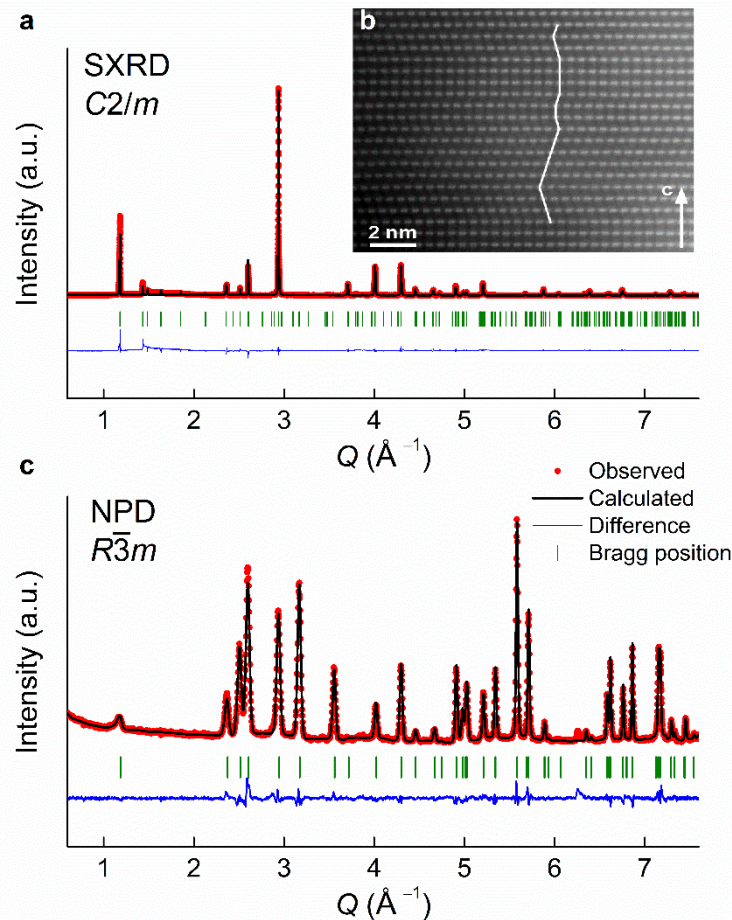 a
SXRD
C2/m
b
2 nm
c
Intensity (a.u.)
1 2 3 4 5 6 7
Q (Å⁻¹)
c
NPD
R3̅m
Observed
Calculated
Difference
Bragg position
Intensity (a.u.)
1 2 3 4 5 6 7
Q (Å⁻¹)